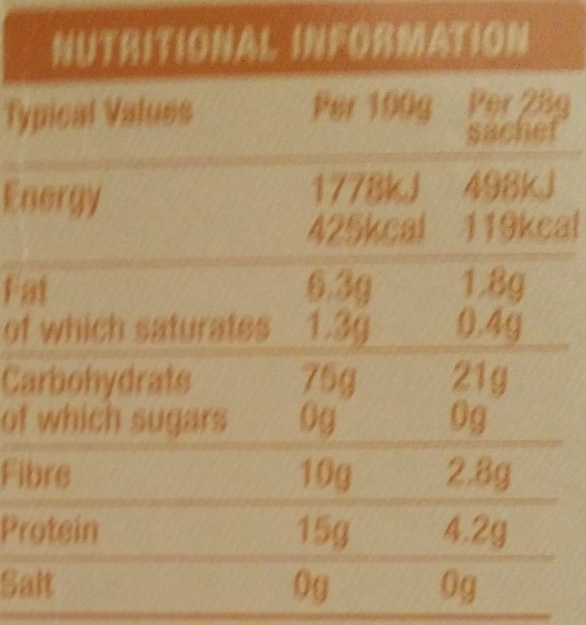 NUTRITIONAL INFORMATION
Typical Values Per 100g Per 28g
sachet
Energy 1778kJ 498kJ
425kcal 119kcal
Fat 6.3g 1.8g
of which saturates 1.3g 0.4g
Carbohydrate 75g 21g
of which sugars 0g 0g
Fibre 10g 2.8g
Protein 15g 4.2g
Salt 0g 0g